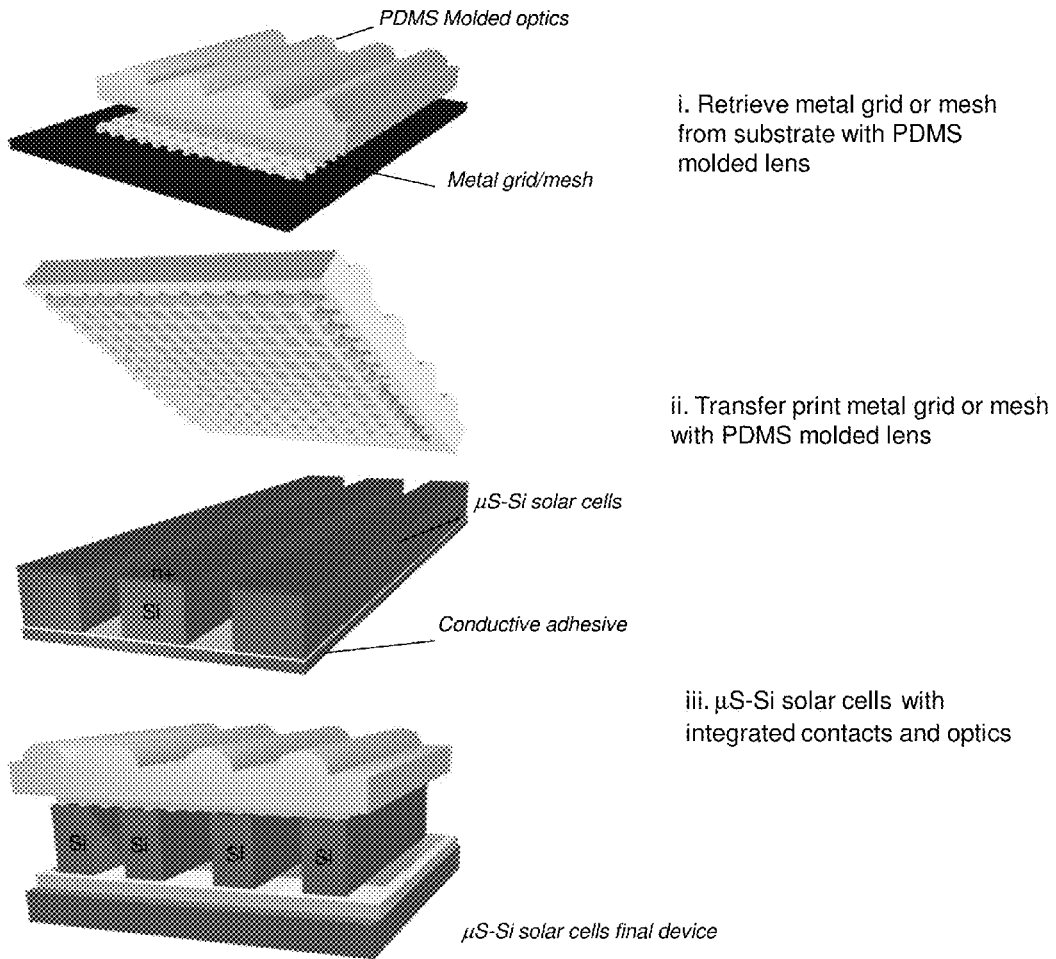 PDMS Molded optics
i. Retrieve metal grid or mesh
from substrate with PDMS
molded lens
Metal grid/mesh
ii. Transfer print metal grid or mesh
with PDMS molded lens
μS-Si solar cells
n+
Si
Conductive adhesive
iii. μS-Si solar cells with
integrated contacts and optics
Si
Si
Si
Si
μS-Si solar cells final device